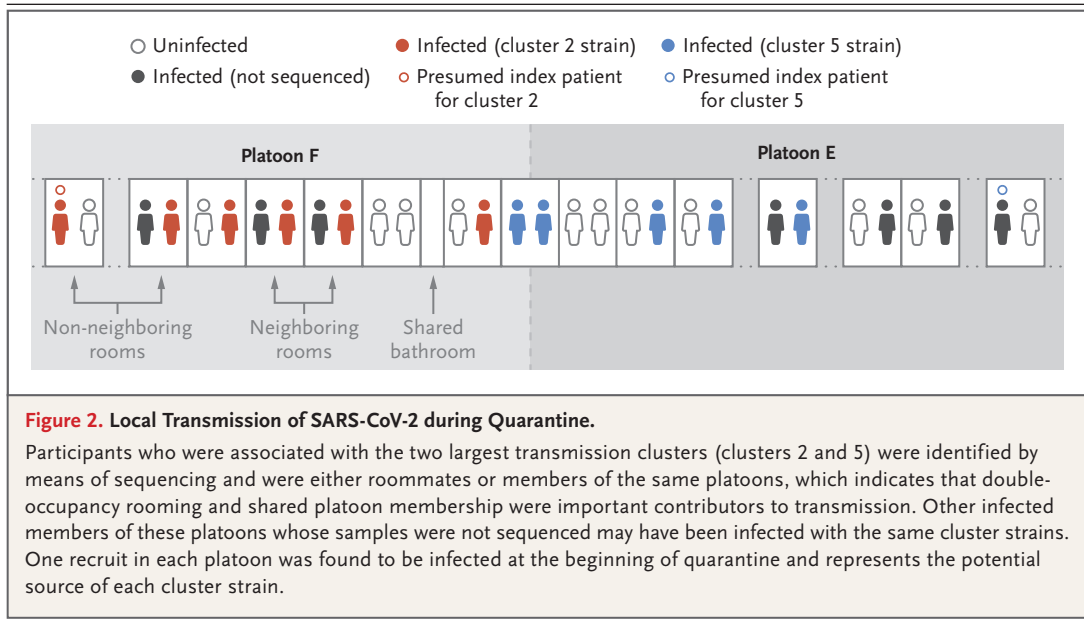 Uninfected
Infected (cluster 2 strain)
Infected (cluster 5 strain)
Infected (not sequenced)
Presumed index patient
for cluster 2
Presumed index patient
for cluster 5
Platoon F
Platoon E
Non-neighboring
rooms
Neighboring
rooms
Shared
bathroom
Figure 2. Local Transmission of SARS-CoV-2 during Quarantine.
Participants who were associated with the two largest transmission clusters (clusters 2 and 5) were identified by
means of sequencing and were either roommates or members of the same platoons, which indicates that double-
occupancy rooming and shared platoon membership were important contributors to transmission. Other infected
members of these platoons whose samples were not sequenced may have been infected with the same cluster strains.
One recruit in each platoon was found to be infected at the beginning of quarantine and represents the potential
source of each cluster strain.